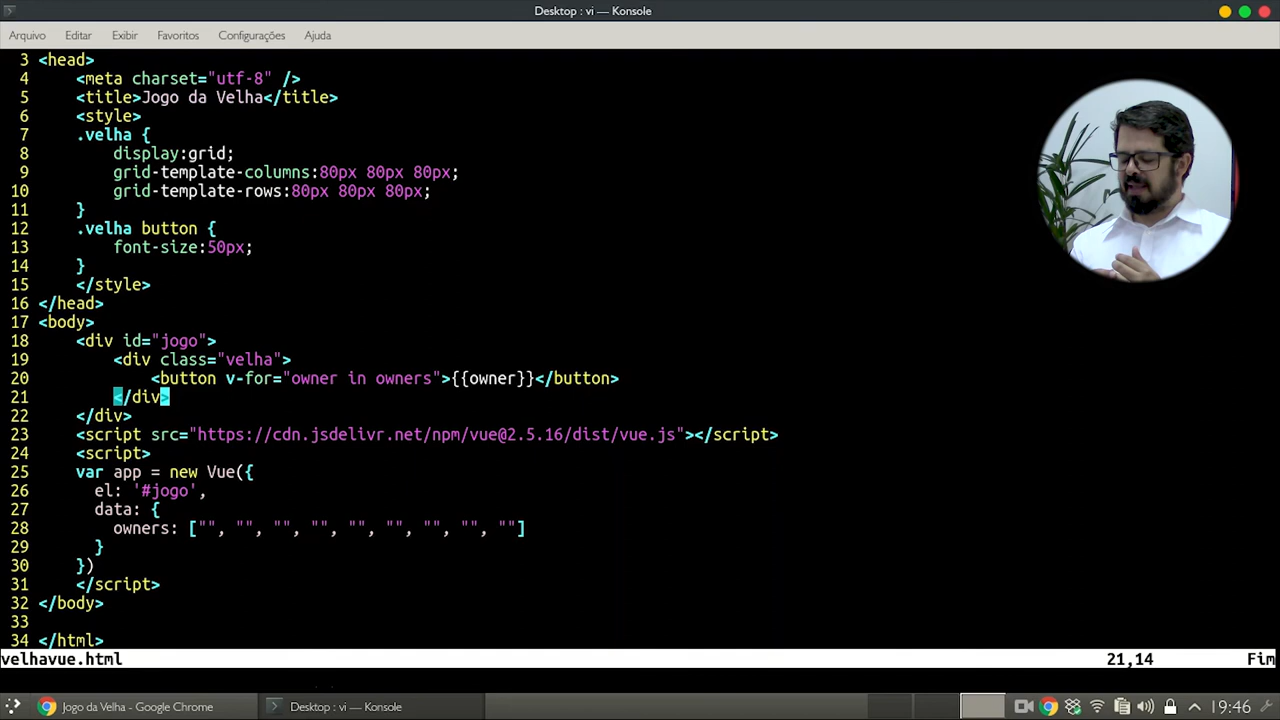 Desktop : vi — Konsole
Arquivo Editar Exibir Favoritos Configurações Ajuda
3 <head>
4     <meta charset="utf-8" />
5     <title>Jogo da Velha</title>
6     <style>
7     .velha {
8         display:grid;
9         grid-template-columns:80px 80px 80px;
10         grid-template-rows:80px 80px 80px;
11     }
12     .velha button {
13         font-size:50px;
14     }
15     </style>
16 </head>
17 <body>
18     <div id="jogo">
19         <div class="velha">
20             <button v-for="owner in owners">{{owner}}</button>
21         </div>
22     </div>
23     <script src="https://cdn.jsdelivr.net/npm/vue@2.5.16/dist/vue.js"></script>
24     <script>
25     var app = new Vue({
26       el: '#jogo',
27       data: {
28         owners: ["", "", "", "", "", "", "", "", ""]
29       }
30     })
31     </script>
32 </body>
33
34 </html>
velhavue.html 21,14 Fim
Jogo da Velha - Google Chrome Desktop : vi — Konsole 19:46